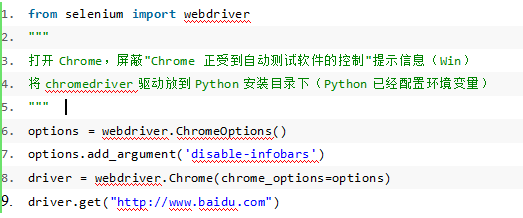 1. from selenium import webdriver
2. """
3. 打开 Chrome，屏蔽"Chrome 正受到自动测试软件的控制"提示信息（Win）
4. 将 chromedriver 驱动放到 Python 安装目录下（Python 已经配置环境变量）
5. """
6. options = webdriver.ChromeOptions()
7. options.add_argument('disable-infobars')
8. driver = webdriver.Chrome(chrome_options=options)
9. driver.get("http://www.baidu.com")